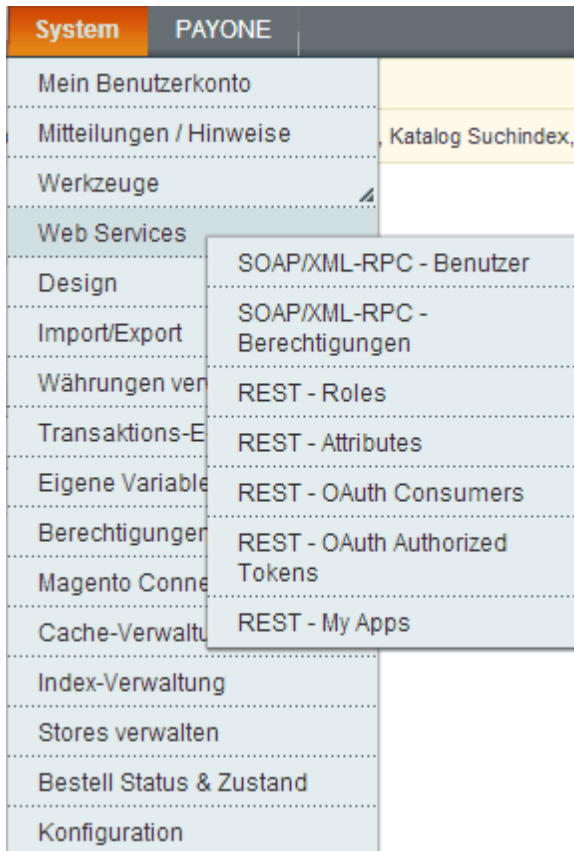 System PAYONE
Mein Benutzerkonto
Mitteilungen / Hinweise
, Katalog Suchindex,
Werkzeuge
Web Services
SOAP/XML-RPC - Benutzer
Design
SOAP/XML-RPC -
Berechtigungen
Import/Export
Währungen ver
REST - Roles
Transaktions-E
REST - Attributes
Eigene Variable
REST - OAuth Consumers
Berechtigungen
REST - OAuth Authorized
Tokens
Magento Conne
Cache-Verwaltu
REST - My Apps
Index-Verwaltung
Stores verwalten
Bestell Status & Zustand
Konfiguration